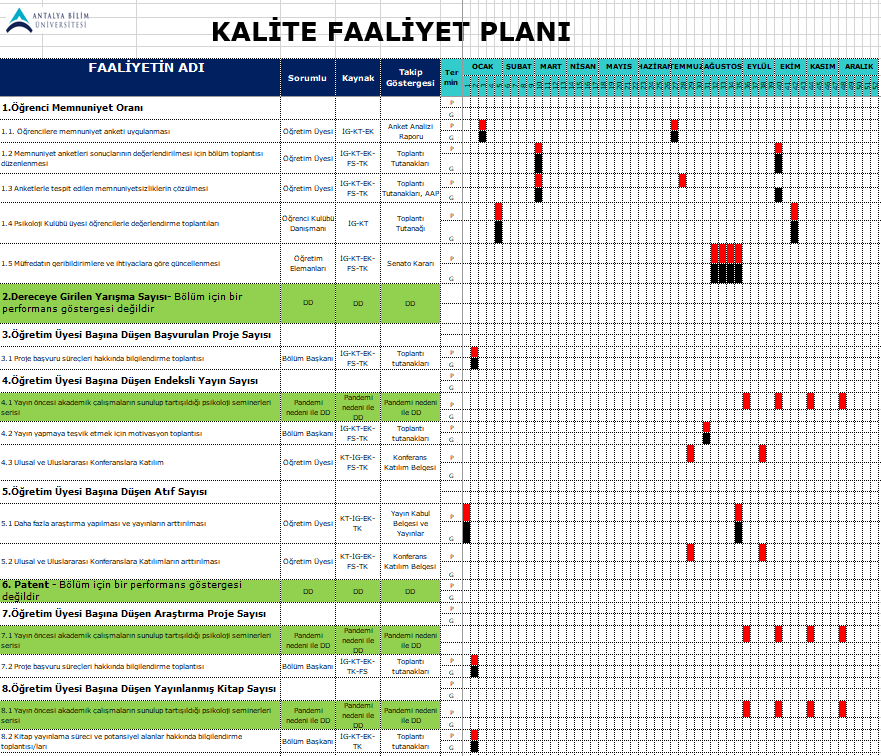 ANTALYA BİLİM
ÜNİVERSİTESİ
KALİTE FAALİYET PLANI
FAALİYETİN ADI
Sorumlu
Kaynak
Takip
Göstergesi
Ter
min
OCAK
ŞUBAT
MART
NİSAN
MAYIS
HAZİRAN
TEMMUZ
AĞUSTOS
EYLÜL
EKİM
KASIM
ARALIK
1.Öğrenci Memnuniyet Oranı
P
G
1.1. Öğrencilere memnuniyet anketi uygulanması
Öğretim Üyesi
İG-KT-EK
Anket Analizi
Raporu
P
G
1.2 Memnuniyet anketleri sonuçlarının değerlendirilmesi için bölüm toplantısı
düzenlenmesi
Öğretim Üyesi
İG-KT-EK-
FS-TK
Toplantı
Tutanakları
P
G
1.3 Anketlerle tespit edilen memnuniyetsizliklerin çözülmesi
Öğretim Üyesi
İG-KT-EK-
FS-TK
Toplantı
Tutanakları, AAP
P
G
1.4 Psikoloji Kulübü üyesi öğrencilerle değerlendirme toplantıları
Öğrenci Kulübü
Danışmanı
İG-KT
Toplantı
Tutanağı
P
G
1.5 Müfredatın geribildirimlere ve ihtiyaclara göre güncellenmesi
Öğretim
Elemanları
İG-KT-EK-
FS-TK
Senato Kararı
P
G
2.Dereceye Girilen Yarışma Sayısı- Bölüm için bir
performans göstergesi değildir
DD
DD
DD
3.Öğretim Üyesi Başına Düşen Başvurulan Proje Sayısı
3.1 Proje başvuru süreçleri hakkında bilgilendirme toplantısı
Bölüm Başkanı
İG-KT-EK-
FS-TK
Toplantı
tutanakları
P
G
4.Öğretim Üyesi Başına Düşen Endeksli Yayın Sayısı
P
G
4.1 Yayın öncesi akademik çalışmaların sunulup tartışıldığı psikoloji seminerleri
serisi
Pandemi
nedeni ile DD
Pandemi
nedeni ile
DD
Pandemi nedeni
ile DD
P
G
4.2 Yayın yapmaya teşvik etmek için motivasyon toplantısı
Bölüm Başkanı
İG-KT-EK-
FS-TK
Toplantı
tutanakları
P
G
4.3 Ulusal ve Uluslararası Konferanslara Katılım
Öğretim Üyesi
KT-İG-EK-
FS-TK
Konferans
Katılım Belgesi
P
G
5.Öğretim Üyesi Başına Düşen Atıf Sayısı
5.1 Daha fazla araştırma yapılması ve yayınların arttırılması
Öğretim Üyesi
KT-İG-EK-
TK
Yayın Kabul
Belgesi ve
Yayınlar
P
G
5.2 Ulusal ve Uluslararası Konferanslara Katılımların arttırılması
Öğretim Üyesi
KT-İG-EK-
FS-TK
Konferans
Katılım Belgesi
P
G
6. Patent - Bölüm için bir performans göstergesi
değildir
DD
DD
DD
P
G
7.Öğretim Üyesi Başına Düşen Araştırma Proje Sayısı
P
G
7.1 Yayın öncesi akademik çalışmaların sunulup tartışıldığı psikoloji seminerleri
serisi
Pandemi
nedeni ile DD
Pandemi
nedeni ile
DD
Pandemi nedeni
ile DD
P
G
7.2 Proje başvuru süreçleri hakkında bilgilendirme toplantısı
Bölüm Başkanı
İG-KT-EK-
TK-FS
Toplantı
tutanakları
P
G
8.Öğretim Üyesi Başına Düşen Yayınlanmış Kitap Sayısı
P
G
8.1 Yayın öncesi akademik çalışmaların sunulup tartışıldığı psikoloji seminerleri
serisi
Pandemi
nedeni ile DD
Pandemi
nedeni ile
DD
Pandemi nedeni
ile DD
P
G
8.2 Kitap yayınlama süreci ve potansiyel alanlar hakkında bilgilendirme
toplantısı/ları
Bölüm Başkanı
İG-KT-EK-
TK
Toplantı
tutanakları
P
G